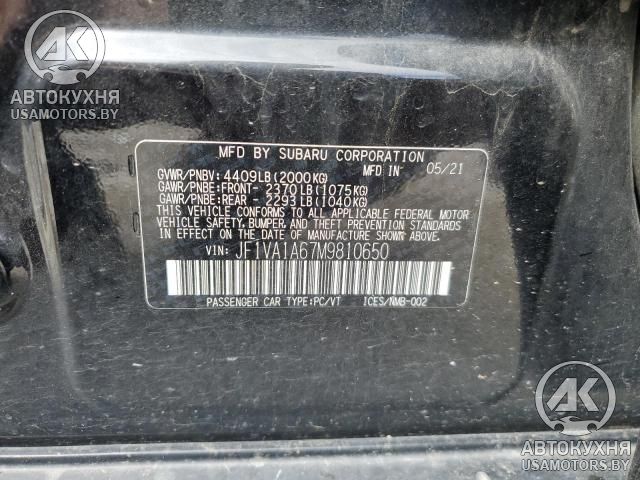 AK
АВТОКУХНЯ
USAMOTORS.BY
MFD BY SUBARU CORPORATION
GVWR/PNBV: 4409LB(2000KG) MFD IN 05/21
GAWR/PNBE:FRONT- 2370LB(1075KG)
GAWR/PNBE:REAR - 2293LB(1040KG)
THIS VEHICLE CONFORMS TO ALL APPLICABLE FEDERAL MOTOR
VEHICLE SAFETY, BUMPER, AND THEFT PREVENTION STANDARDS
IN EFFECT ON THE DATE OF MANUFACTURE SHOWN ABOVE.
VIN: JF1VA1A67M9810650
PASSENGER CAR TYPE:PC/VT ICES/NMB-002
AK
АВТОКУХНЯ
USAMOTORS.BY